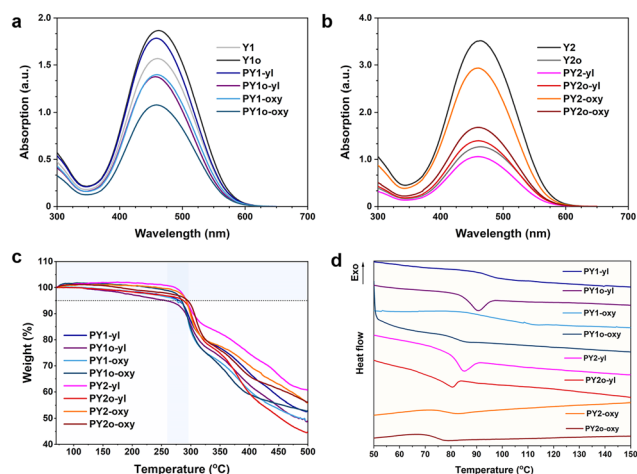 a
2.0
1.5
1.0
0.5
0.0
Absorption (a.u.)
300 400 500 600 700
Wavelength (nm)
Y1
Y1o
PY1-yl
PY1o-yl
PY1-oxy
PY1o-oxy
b
4.0
3.0
2.0
1.0
0.0
Absorption (a.u.)
300 400 500 600 700
Wavelength (nm)
Y2
Y2o
PY2-yl
PY2o-yl
PY2-oxy
PY2o-oxy
c
110
100
90
80
70
60
50
40
Weight (%)
100 200 300 400 500
Temperature (°C)
PY1-yl
PY1o-yl
PY1-oxy
PY1o-oxy
PY2-yl
PY2o-yl
PY2-oxy
PY2o-oxy
d
Exo
Heat flow
PY1-yl
PY1o-yl
PY1-oxy
PY1o-oxy
PY2-yl
PY2o-yl
PY2-oxy
PY2o-oxy
50 60 70 80 90 100 110 120 130 140 150
Temperature (°C)